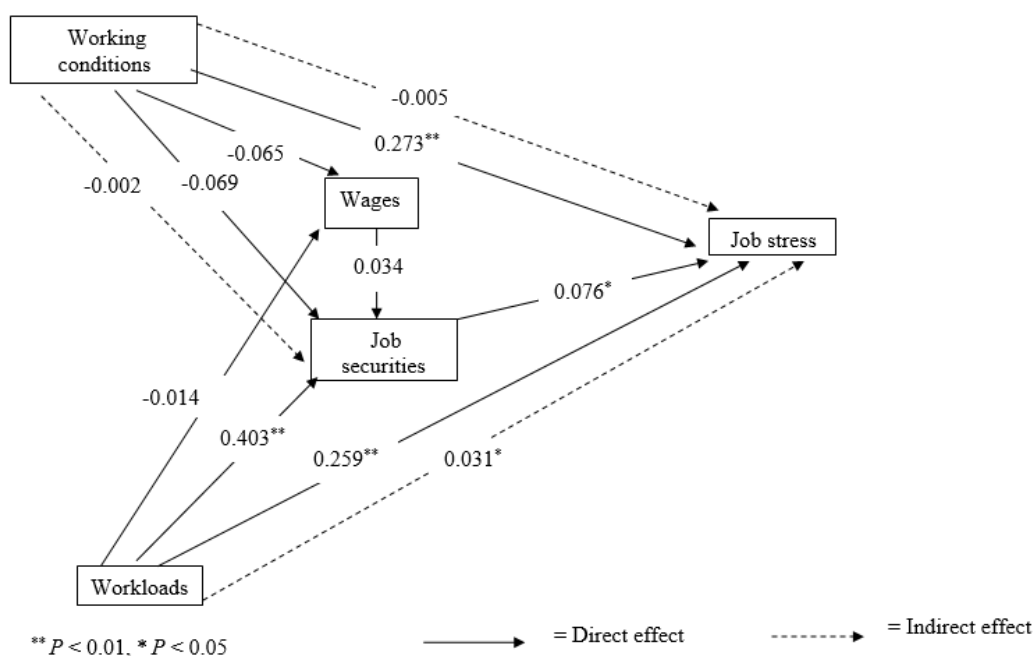 Working
conditions
-0.005
0.273**
-0.065
-0.002
-0.069
Wages
Job stress
0.034
0.076*
Job
securities
-0.014
0.403**
0.259**
0.031*
Workloads
** P < 0.01, * P < 0.05
= Direct effect
= Indirect effect